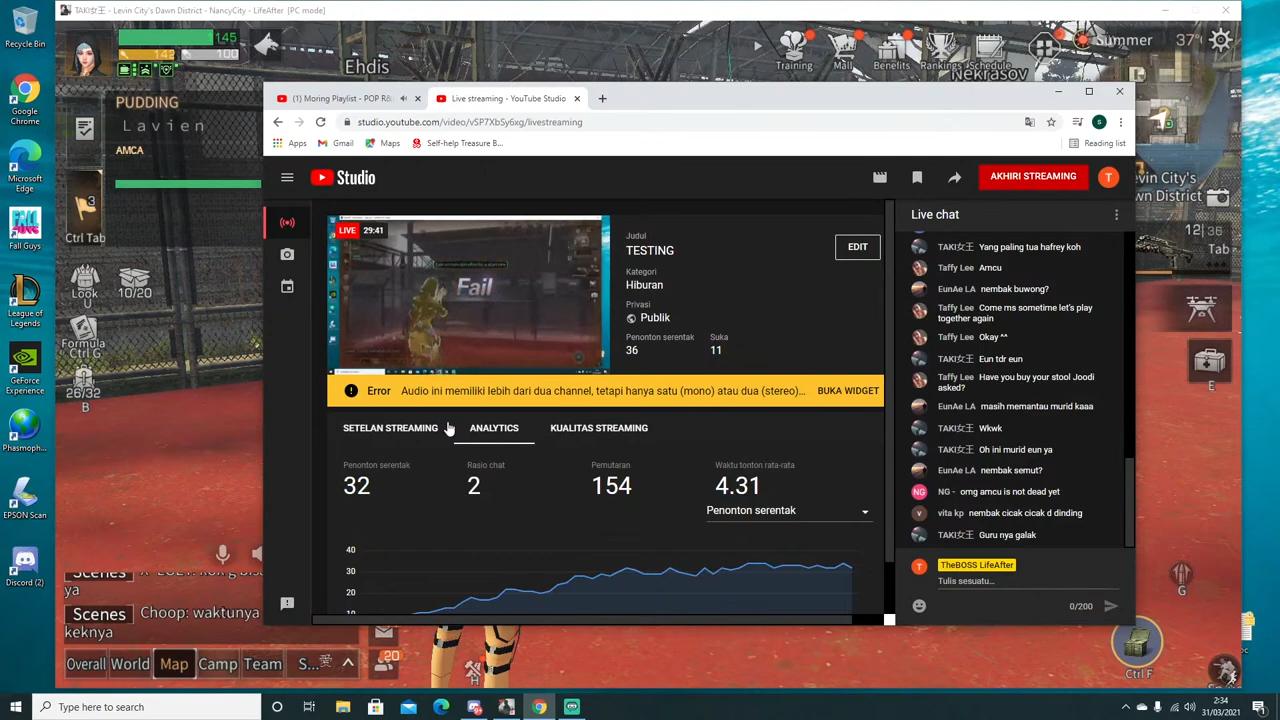 TAKI女王 - Levin City's Dawn District - NancyCity - LifeAfter [PC mode]
Recycle Bin
Google Chrome
Microsoft Edge
Fall Guys
League of Legends
GeForce Experience
Phasmoph...
EPSON Scan
Discord (2)
145
142
100
Ehdis
PUDDING
Lavien
AMCA
3
Ctrl Tab
Look
U
10/20
Formula
Ctrl G
26/32
B
Training
Mall
Benefits
Rankings
Schedule
Summer
37°
Nekrasov
(1) Moring Playlist - POP R&
Live streaming - YouTube Studio
studio.youtube.com/video/vSP7XbSy6xg/livestreaming
Apps
Gmail
Maps
Self-help Treasure B...
Reading list
Studio
AKHIRI STREAMING
T
LIVE
29:41
Fail
Judul
TESTING
EDIT
Kategori
Hiburan
Privasi
Publik
Penonton serentak
36
Suka
11
Error
Audio ini memiliki lebih dari dua channel, tetapi hanya satu (mono) atau dua (stereo)...
BUKA WIDGET
SETELAN STREAMING
ANALYTICS
KUALITAS STREAMING
Penonton serentak
32
Rasio chat
2
Pemutaran
154
Waktu tonton rata-rata
4.31
Penonton serentak
40
30
20
10
Live chat
TAKI女王 Yang paling tua hafrey koh
Taffy Lee Amcu
EunAe LA nembak buwong?
Taffy Lee Come ms sometime let's play
together again
Taffy Lee Okay ^^
TAKI女王 Eun tdr eun
Taffy Lee Have you buy your stool Joodi
asked?
EunAe LA masih memantau murid kaaa
TAKI女王 Wkwk
TAKI女王 Oh ini murid eun ya
EunAe LA nembak semut?
NG NG - omg amcu is not dead yet
v vita kp nembak cicak cicak d dinding
TAKI女王 Guru nya galak
T TheBOSS LifeAfter
Tulis sesuatu...
0/200
evin City's
Dawn District
12
36
Tab
E
G
Ctrl F
Scenes
ya
Scenes Choop: waktunya
keknya
Overall
World
Map
Camp
Team
S...
20
H
Type here to search
2:34
31/03/2021